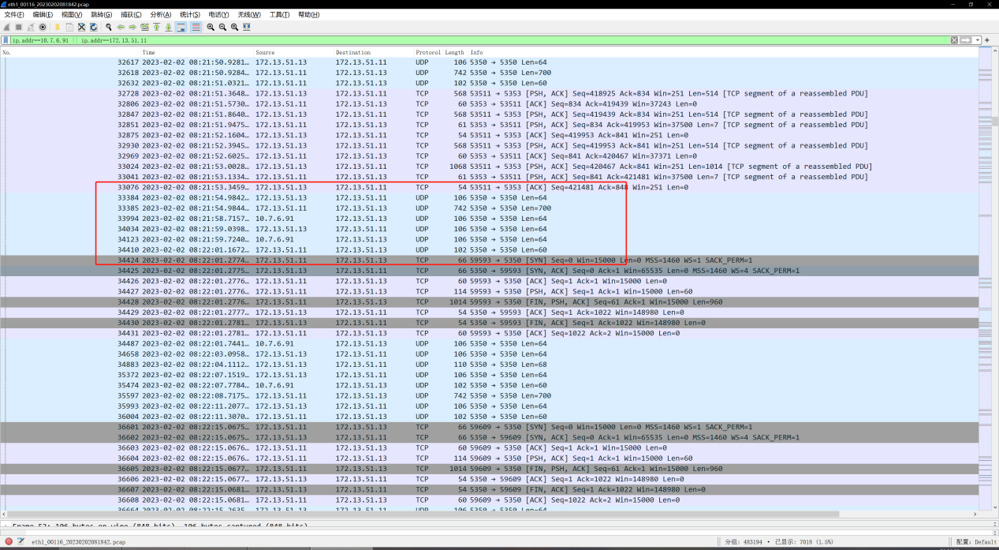 eth1_00116_20230202081842.pcap
文件(F) 编辑(E) 视图(V) 跳转(G) 捕获(C) 分析(A) 统计(S) 电话(Y) 无线(W) 工具(T) 帮助(H)
ip.addr==10.7.6.91 || ip.addr==172.13.51.11
No. Time Source Destination Protocol Length Info
32617 2023-02-02 08:21:50.9281… 172.13.51.13 172.13.51.11 UDP 106 5350 → 5350 Len=64
32618 2023-02-02 08:21:50.9284… 172.13.51.11 172.13.51.13 UDP 742 5350 → 5350 Len=700
32632 2023-02-02 08:21:51.0321… 172.13.51.11 172.13.51.13 UDP 102 5350 → 5350 Len=60
32728 2023-02-02 08:21:51.3648… 172.13.51.13 172.13.51.11 TCP 568 53511 → 5353 [PSH, ACK] Seq=418925 Ack=834 Win=251 Len=514 [TCP segment of a reassembled PDU]
32806 2023-02-02 08:21:51.5730… 172.13.51.11 172.13.51.13 TCP 60 5353 → 53511 [ACK] Seq=834 Ack=419439 Win=37243 Len=0
32847 2023-02-02 08:21:51.8640… 172.13.51.13 172.13.51.11 TCP 568 53511 → 5353 [PSH, ACK] Seq=419439 Ack=834 Win=251 Len=514 [TCP segment of a reassembled PDU]
32851 2023-02-02 08:21:51.9475… 172.13.51.11 172.13.51.13 TCP 61 5353 → 53511 [PSH, ACK] Seq=834 Ack=419953 Win=37500 Len=7 [TCP segment of a reassembled PDU]
32875 2023-02-02 08:21:52.1604… 172.13.51.13 172.13.51.11 TCP 54 53511 → 5353 [ACK] Seq=419953 Ack=841 Win=251 Len=0
32930 2023-02-02 08:21:52.3945… 172.13.51.13 172.13.51.11 TCP 568 53511 → 5353 [PSH, ACK] Seq=419953 Ack=841 Win=251 Len=514 [TCP segment of a reassembled PDU]
32969 2023-02-02 08:21:52.6025… 172.13.51.11 172.13.51.13 TCP 60 5353 → 53511 [ACK] Seq=841 Ack=420467 Win=37371 Len=0
33024 2023-02-02 08:21:53.0028… 172.13.51.13 172.13.51.11 TCP 1068 53511 → 5353 [PSH, ACK] Seq=420467 Ack=841 Win=251 Len=1014 [TCP segment of a reassembled PDU]
33041 2023-02-02 08:21:53.1334… 172.13.51.11 172.13.51.13 TCP 61 5353 → 53511 [PSH, ACK] Seq=841 Ack=421481 Win=37500 Len=7 [TCP segment of a reassembled PDU]
33076 2023-02-02 08:21:53.3459… 172.13.51.13 172.13.51.11 TCP 54 53511 → 5353 [ACK] Seq=421481 Ack=848 Win=251 Len=0
33384 2023-02-02 08:21:54.9842… 172.13.51.13 172.13.51.11 UDP 106 5350 → 5350 Len=64
33385 2023-02-02 08:21:54.9844… 172.13.51.11 172.13.51.13 UDP 742 5350 → 5350 Len=700
33994 2023-02-02 08:21:58.7157… 10.7.6.91 172.13.51.13 UDP 106 5350 → 5350 Len=64
34034 2023-02-02 08:21:59.0398… 172.13.51.13 172.13.51.11 UDP 106 5350 → 5350 Len=64
34123 2023-02-02 08:21:59.7240… 10.7.6.91 172.13.51.13 UDP 106 5350 → 5350 Len=64
34410 2023-02-02 08:22:01.1672… 172.13.51.11 172.13.51.13 UDP 102 5350 → 5350 Len=60
34424 2023-02-02 08:22:01.2774… 172.13.51.11 172.13.51.13 TCP 66 59593 → 5350 [SYN] Seq=0 Win=15000 Len=0 MSS=1460 WS=1 SACK_PERM=1
34425 2023-02-02 08:22:01.2775… 172.13.51.13 172.13.51.11 TCP 66 5350 → 59593 [SYN, ACK] Seq=0 Ack=1 Win=65535 Len=0 MSS=1460 WS=4 SACK_PERM=1
34426 2023-02-02 08:22:01.2776… 172.13.51.11 172.13.51.13 TCP 60 59593 → 5350 [ACK] Seq=1 Ack=1 Win=15000 Len=0
34427 2023-02-02 08:22:01.2776… 172.13.51.11 172.13.51.13 TCP 114 59593 → 5350 [PSH, ACK] Seq=1 Ack=1 Win=15000 Len=60
34428 2023-02-02 08:22:01.2776… 172.13.51.11 172.13.51.13 TCP 1014 59593 → 5350 [FIN, PSH, ACK] Seq=61 Ack=1 Win=15000 Len=960
34429 2023-02-02 08:22:01.2777… 172.13.51.13 172.13.51.11 TCP 54 5350 → 59593 [ACK] Seq=1 Ack=1022 Win=148980 Len=0
34430 2023-02-02 08:22:01.2781… 172.13.51.13 172.13.51.11 TCP 54 5350 → 59593 [FIN, ACK] Seq=1 Ack=1022 Win=148980 Len=0
34431 2023-02-02 08:22:01.2781… 172.13.51.11 172.13.51.13 TCP 60 59593 → 5350 [ACK] Seq=1022 Ack=2 Win=15000 Len=0
34487 2023-02-02 08:22:01.7441… 10.7.6.91 172.13.51.13 UDP 106 5350 → 5350 Len=64
34658 2023-02-02 08:22:03.0958… 172.13.51.13 172.13.51.11 UDP 106 5350 → 5350 Len=64
34883 2023-02-02 08:22:04.1112… 172.13.51.13 172.13.51.11 UDP 110 5350 → 5350 Len=68
35372 2023-02-02 08:22:07.1519… 172.13.51.13 172.13.51.11 UDP 106 5350 → 5350 Len=64
35474 2023-02-02 08:22:07.7784… 10.7.6.91 172.13.51.13 UDP 102 5350 → 5350 Len=60
35597 2023-02-02 08:22:08.7175… 172.13.51.11 172.13.51.13 UDP 742 5350 → 5350 Len=700
35993 2023-02-02 08:22:11.2077… 172.13.51.13 172.13.51.11 UDP 106 5350 → 5350 Len=64
36004 2023-02-02 08:22:11.3070… 172.13.51.11 172.13.51.13 UDP 102 5350 → 5350 Len=60
36601 2023-02-02 08:22:15.0675… 172.13.51.11 172.13.51.13 TCP 66 59609 → 5350 [SYN] Seq=0 Win=15000 Len=0 MSS=1460 WS=1 SACK_PERM=1
36602 2023-02-02 08:22:15.0675… 172.13.51.13 172.13.51.11 TCP 66 5350 → 59609 [SYN, ACK] Seq=0 Ack=1 Win=65535 Len=0 MSS=1460 WS=4 SACK_PERM=1
36603 2023-02-02 08:22:15.0676… 172.13.51.11 172.13.51.13 TCP 60 59609 → 5350 [ACK] Seq=1 Ack=1 Win=15000 Len=0
36604 2023-02-02 08:22:15.0676… 172.13.51.11 172.13.51.13 TCP 114 59609 → 5350 [PSH, ACK] Seq=1 Ack=1 Win=15000 Len=60
36605 2023-02-02 08:22:15.0677… 172.13.51.11 172.13.51.13 TCP 1014 59609 → 5350 [FIN, PSH, ACK] Seq=61 Ack=1 Win=15000 Len=960
36606 2023-02-02 08:22:15.0677… 172.13.51.13 172.13.51.11 TCP 54 5350 → 59609 [ACK] Seq=1 Ack=1022 Win=148980 Len=0
36607 2023-02-02 08:22:15.0681… 172.13.51.13 172.13.51.11 TCP 54 5350 → 59609 [FIN, ACK] Seq=1 Ack=1022 Win=148980 Len=0
36608 2023-02-02 08:22:15.0681… 172.13.51.11 172.13.51.13 TCP 60 59609 → 5350 [ACK] Seq=1022 Ack=2 Win=15000 Len=0
36664 2023-02-02 08:22:15.2635… 172.13.51.13 172.13.51.11 UDP 106 5350 → 5350 Len=64
Frame 52: 106 bytes on wire (848 bits), 106 bytes captured (848 bits)
eth1_00116_20230202081842.pcap 分组: 483194 · 已显示: 7018 (1.5%) 配置: Default